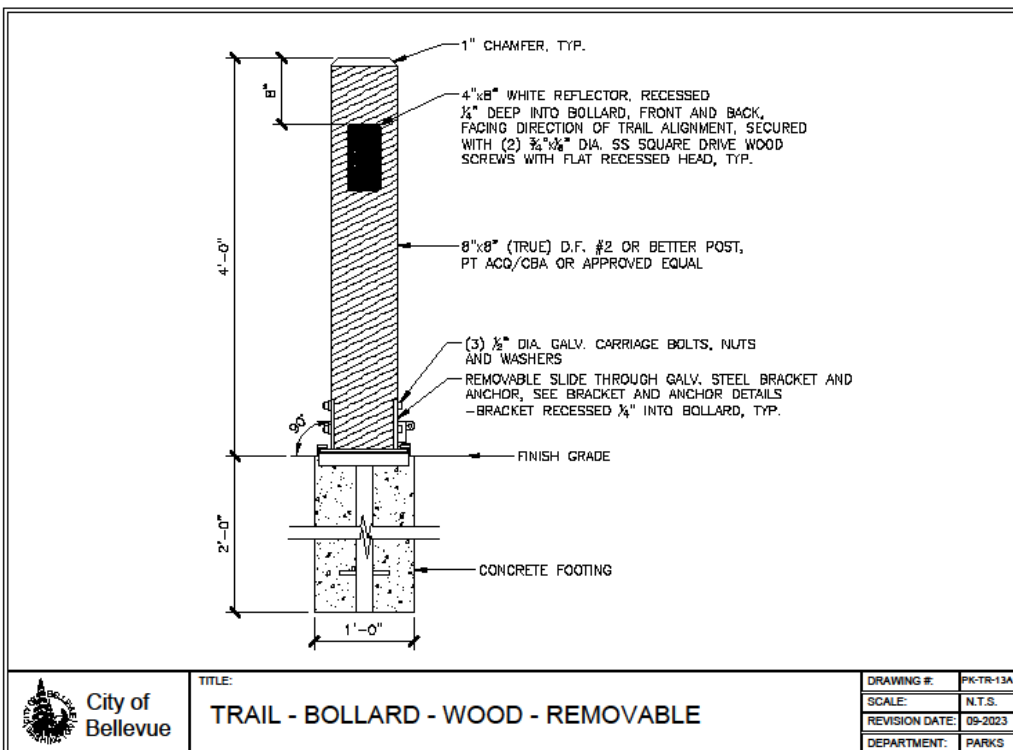 1" CHAMFER, TYP.
8"
4"x8" WHITE REFLECTOR, RECESSED
¼" DEEP INTO BOLLARD, FRONT AND BACK,
FACING DIRECTION OF TRAIL ALIGNMENT, SECURED
WITH (2) ¾"x⅛" DIA. SS SQUARE DRIVE WOOD
SCREWS WITH FLAT RECESSED HEAD, TYP.
4'-0"
8"x8" (TRUE) D.F. #2 OR BETTER POST,
PT ACQ/CBA OR APPROVED EQUAL
(3) ½" DIA. GALV. CARRIAGE BOLTS, NUTS
AND WASHERS
REMOVABLE SLIDE THROUGH GALV. STEEL BRACKET AND
ANCHOR, SEE BRACKET AND ANCHOR DETAILS
-BRACKET RECESSED ¼" INTO BOLLARD, TYP.
90°
FINISH GRADE
2'-0"
CONCRETE FOOTING
1'-0"
City of
Bellevue
TITLE:
TRAIL - BOLLARD - WOOD - REMOVABLE
DRAWING #: PK-TR-13A
SCALE: N.T.S.
REVISION DATE: 09-2023
DEPARTMENT: PARKS